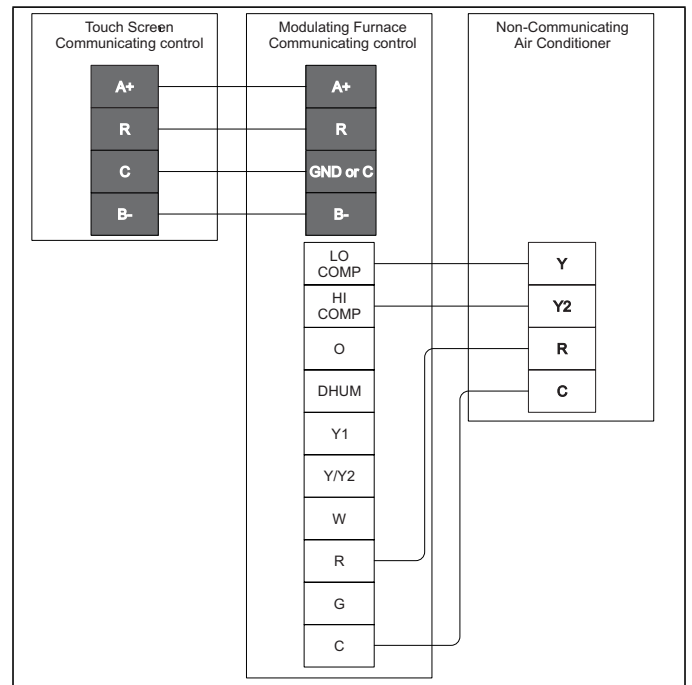 Touch Screen
Communicating control
A+
R
C
B-
Modulating Furnace
Communicating control
A+
R
GND or C
B-
LO
COMP
HI
COMP
O
DHUM
Y1
Y/Y2
W
R
G
C
Non-Communicating
Air Conditioner
Y
Y2
R
C